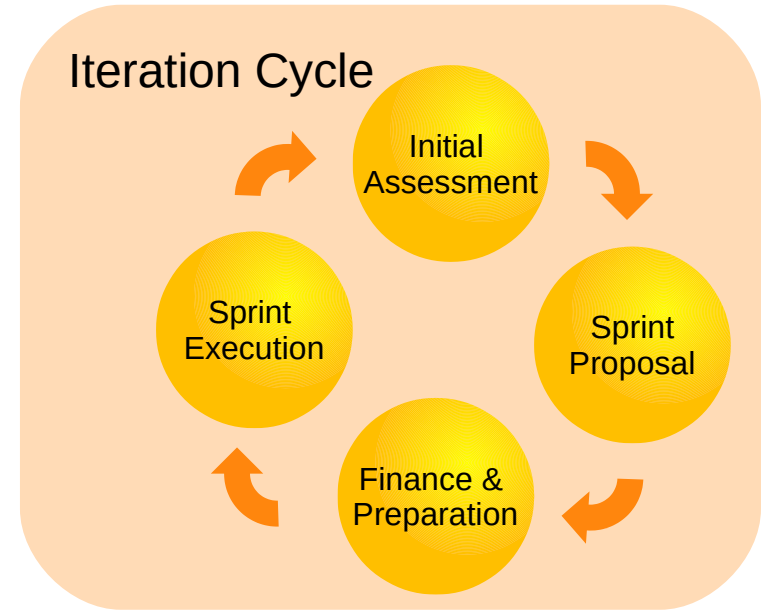 Iteration Cycle
Initial
Assessment
Sprint
Proposal
Finance &
Preparation
Sprint
Execution